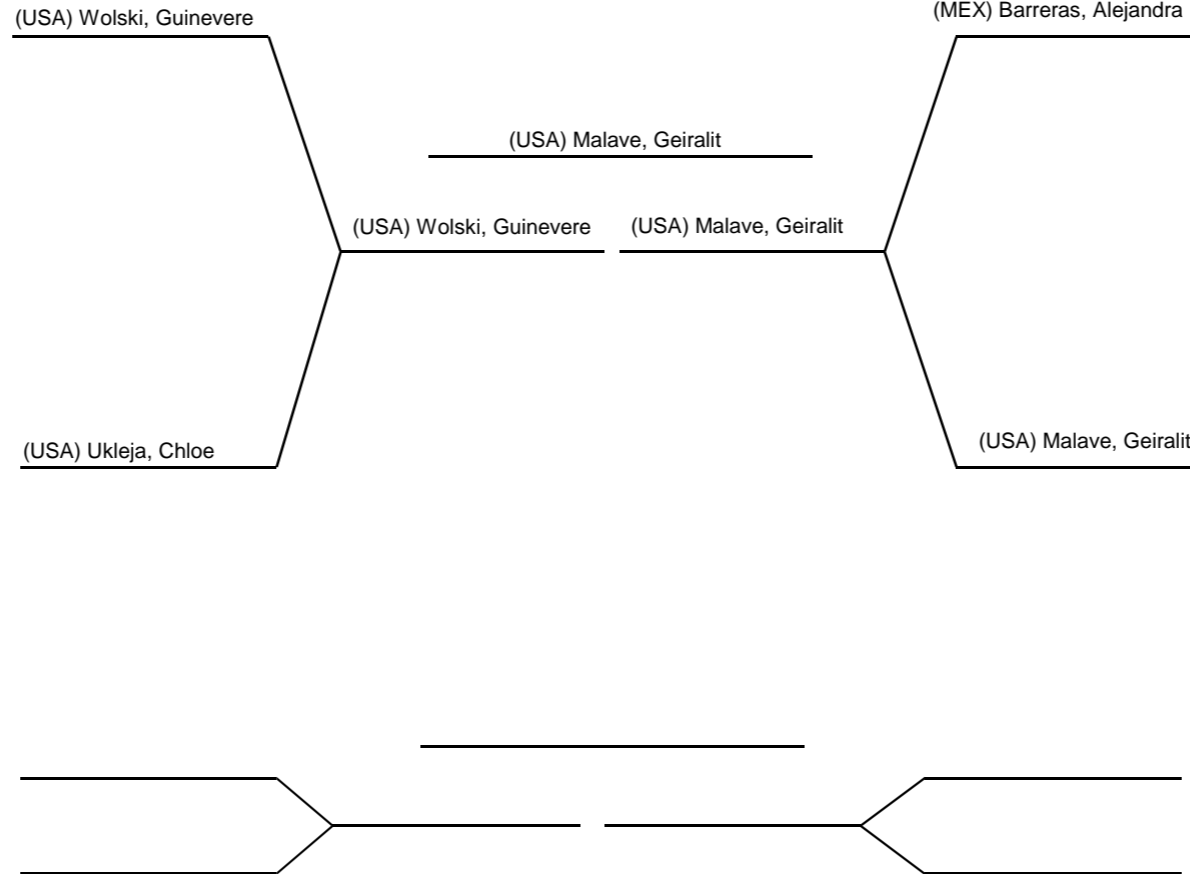 (USA) Wolski, Guinevere
(MEX) Barreras, Alejandra
(USA) Malave, Geiralit
(USA) Wolski, Guinevere
(USA) Malave, Geiralit
(USA) Ukleja, Chloe
(USA) Malave, Geiralit